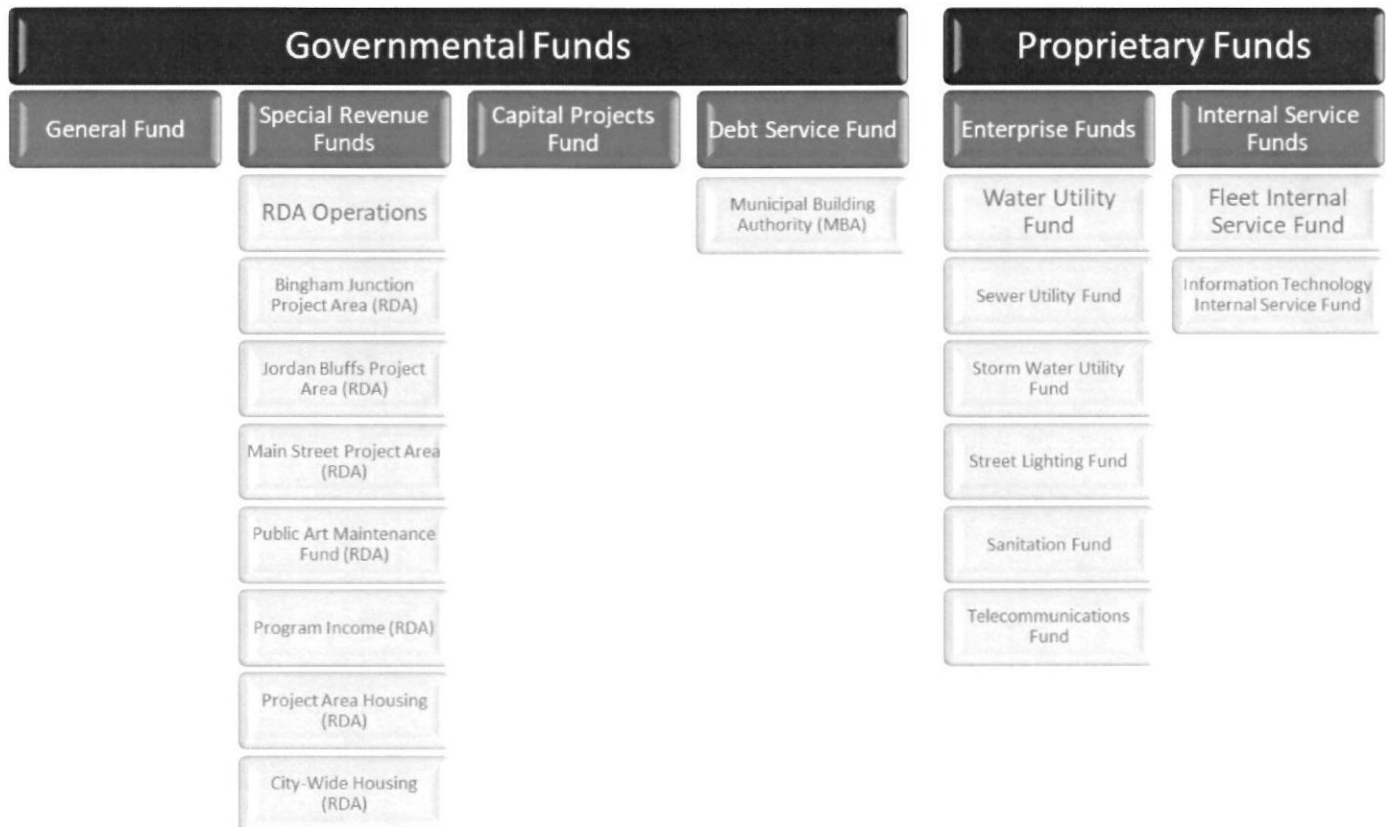 Governmental Funds
Proprietary Funds
General Fund
Special Revenue
Funds
Capital Projects
Fund
Debt Service Fund
Enterprise Funds
Internal Service
Funds
RDA Operations
Bingham Junction
Project Area (RDA)
Jordan Bluffs Project
Area (RDA)
Main Street Project Area
(RDA)
Public Art Maintenance
Fund (RDA)
Program Income (RDA)
Project Area Housing
(RDA)
City-Wide Housing
(RDA)
Municipal Building
Authority (MBA)
Water Utility
Fund
Sewer Utility Fund
Storm Water Utility
Fund
Street Lighting Fund
Sanitation Fund
Telecommunications
Fund
Fleet Internal
Service Fund
Information Technology
Internal Service Fund